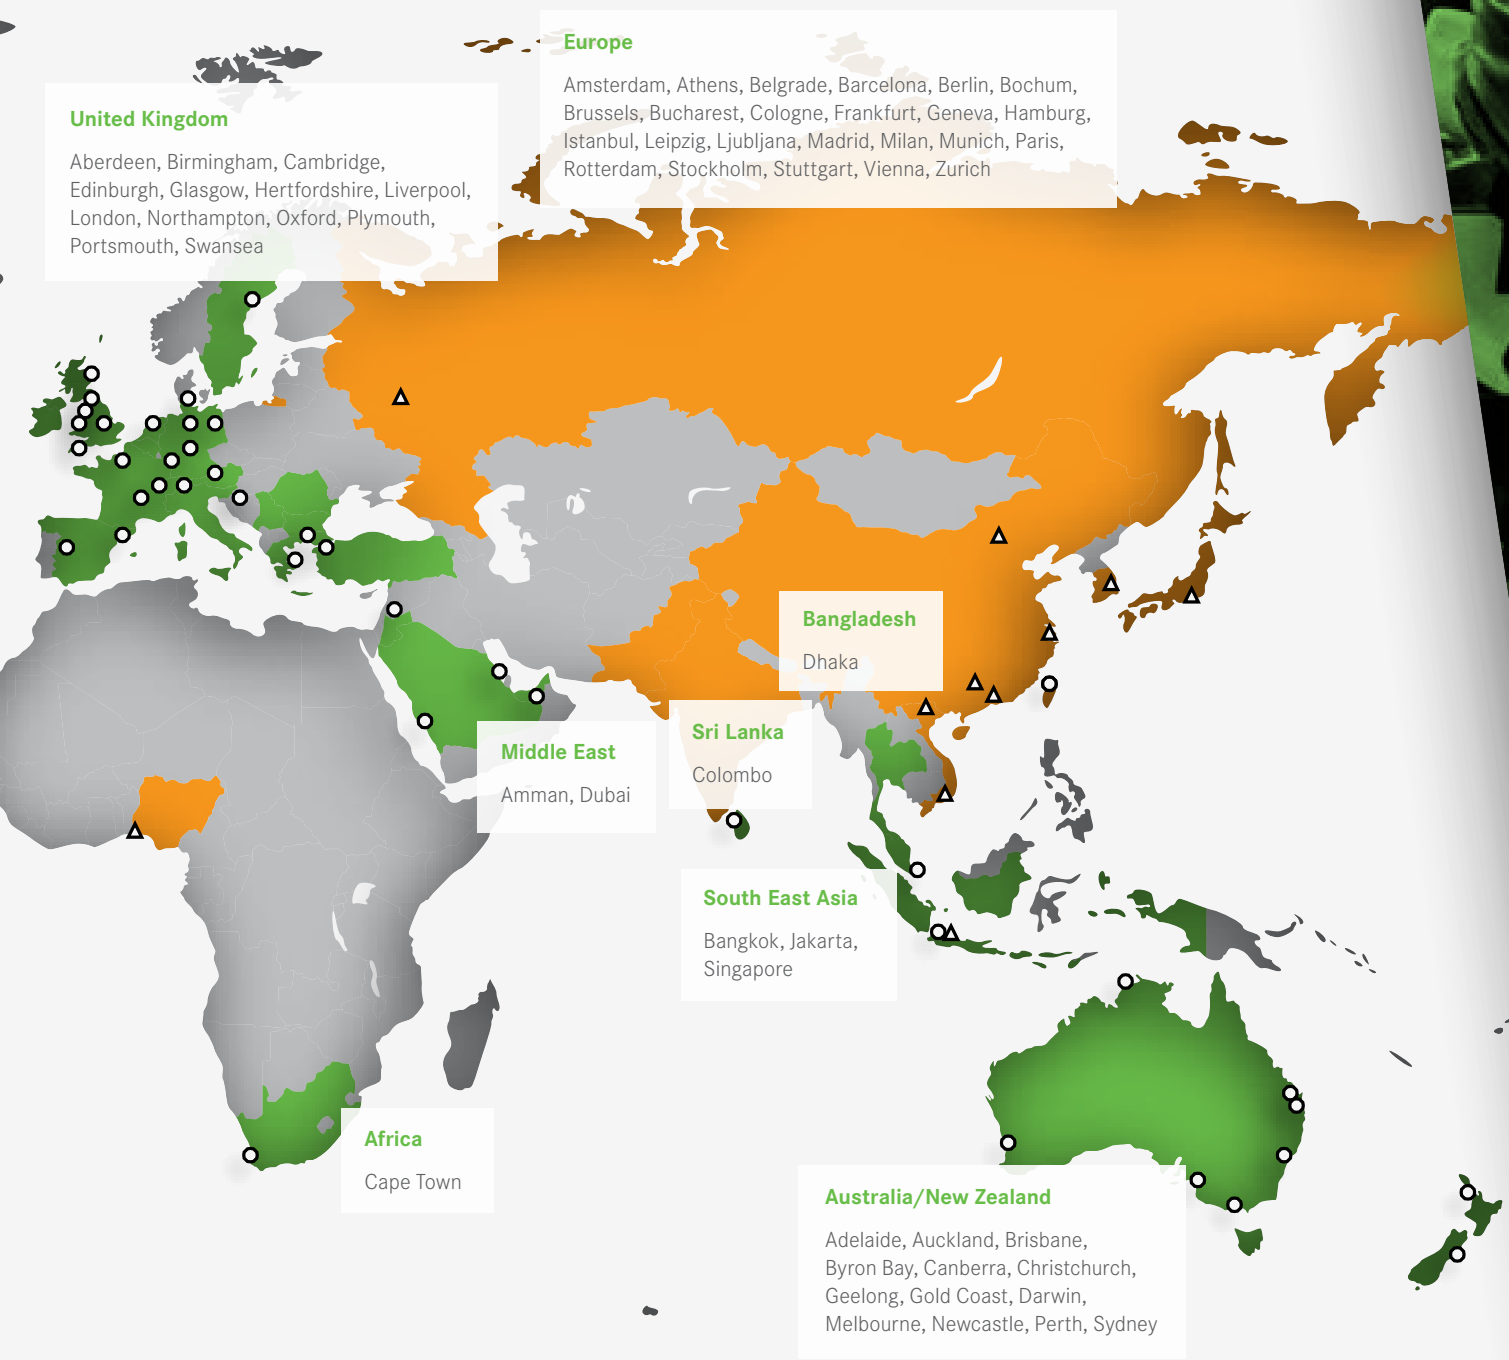 Europe
Amsterdam, Athens, Belgrade, Barcelona, Berlin, Bochum,
Brussels, Bucharest, Cologne, Frankfurt, Geneva, Hamburg,
Istanbul, Leipzig, Ljubljana, Madrid, Milan, Munich, Paris,
Rotterdam, Stockholm, Stuttgart, Vienna, Zurich
United Kingdom
Aberdeen, Birmingham, Cambridge,
Edinburgh, Glasgow, Hertfordshire, Liverpool,
London, Northampton, Oxford, Plymouth,
Portsmouth, Swansea
Bangladesh
Dhaka
Sri Lanka
Colombo
Middle East
Amman, Dubai
South East Asia
Bangkok, Jakarta,
Singapore
Africa
Cape Town
Australia/New Zealand
Adelaide, Auckland, Brisbane,
Byron Bay, Canberra, Christchurch,
Geelong, Gold Coast, Darwin,
Melbourne, Newcastle, Perth, Sydney